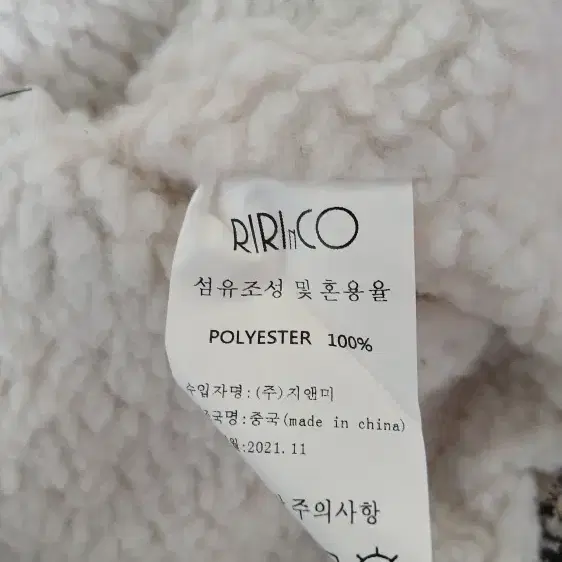 RIRInCO
섬유조성 및 혼용율
POLYESTER 100%
수입자명:(주)지앤미
국명:중국(made in china)
월:2021.11
주의사항